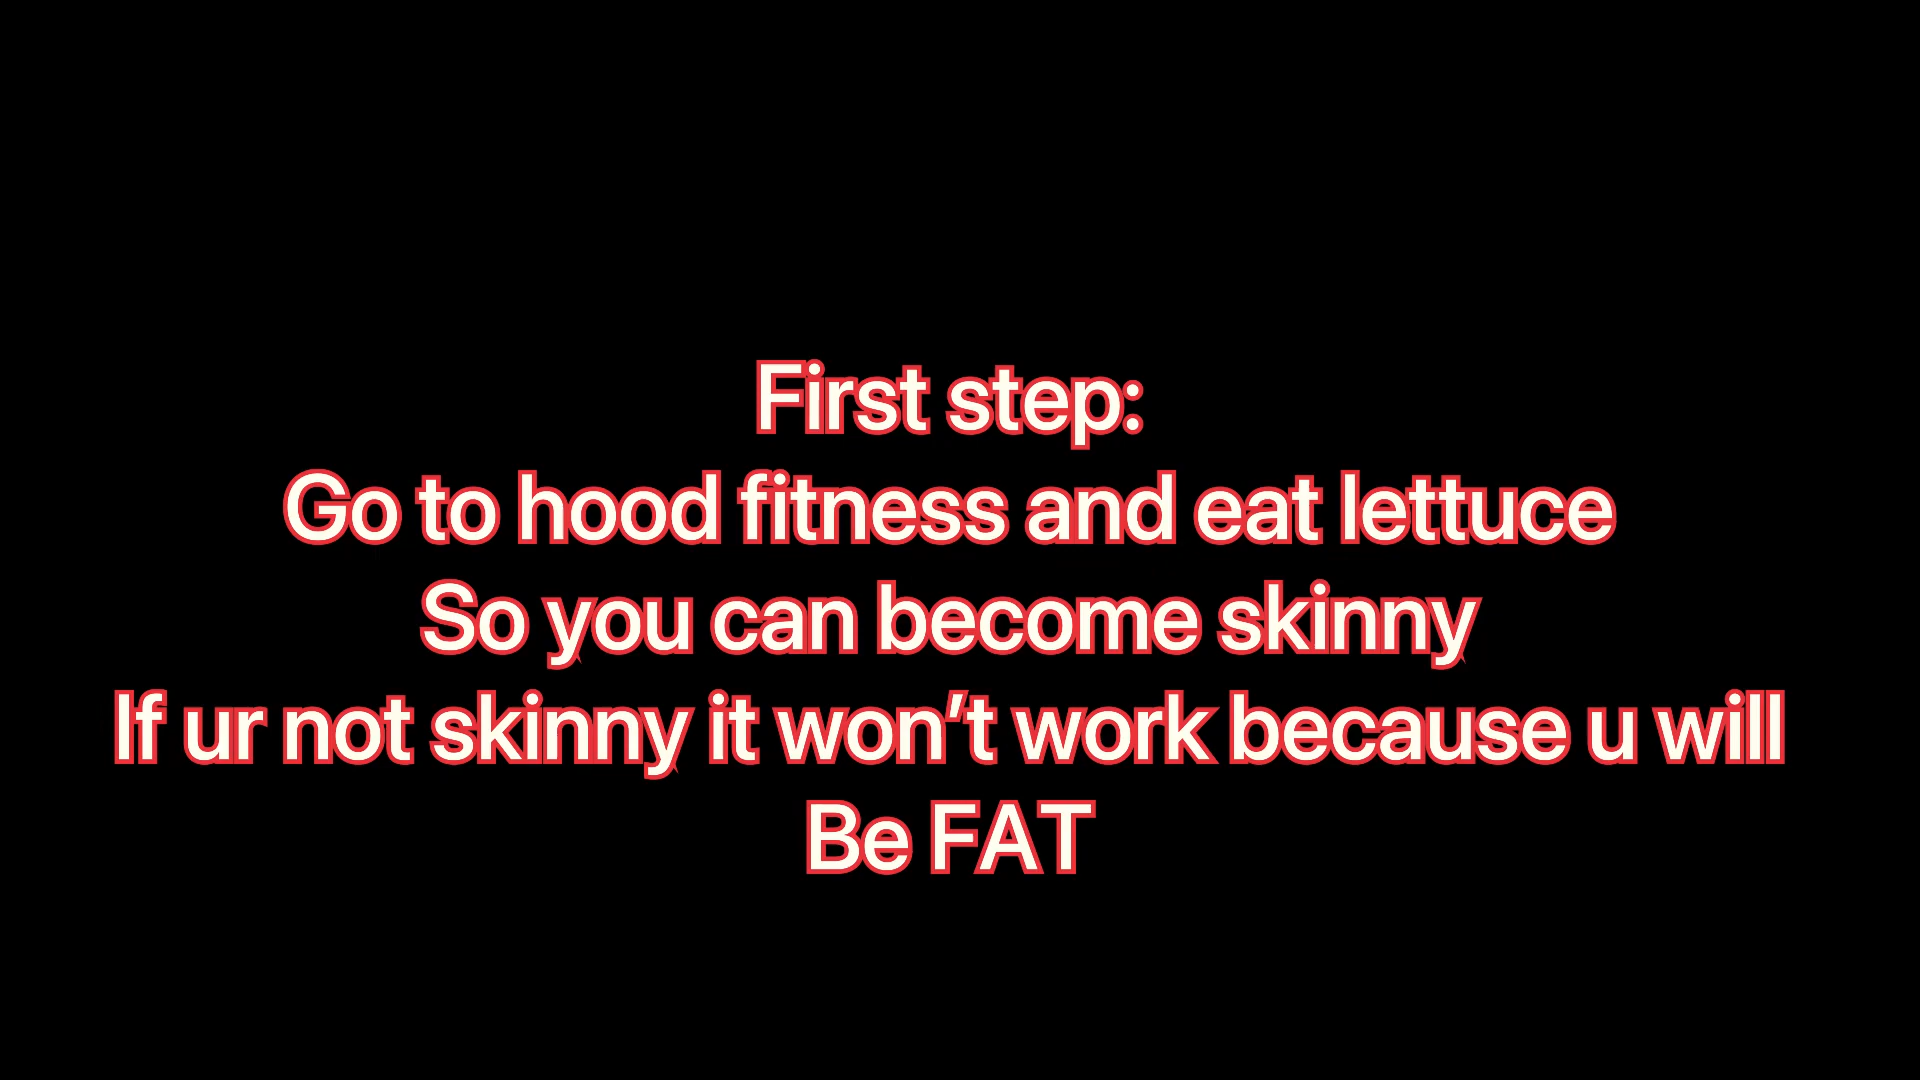 First step:
Go to hood fitness and eat lettuce
So you can become skinny
If ur not skinny it won’t work because u will
Be FAT